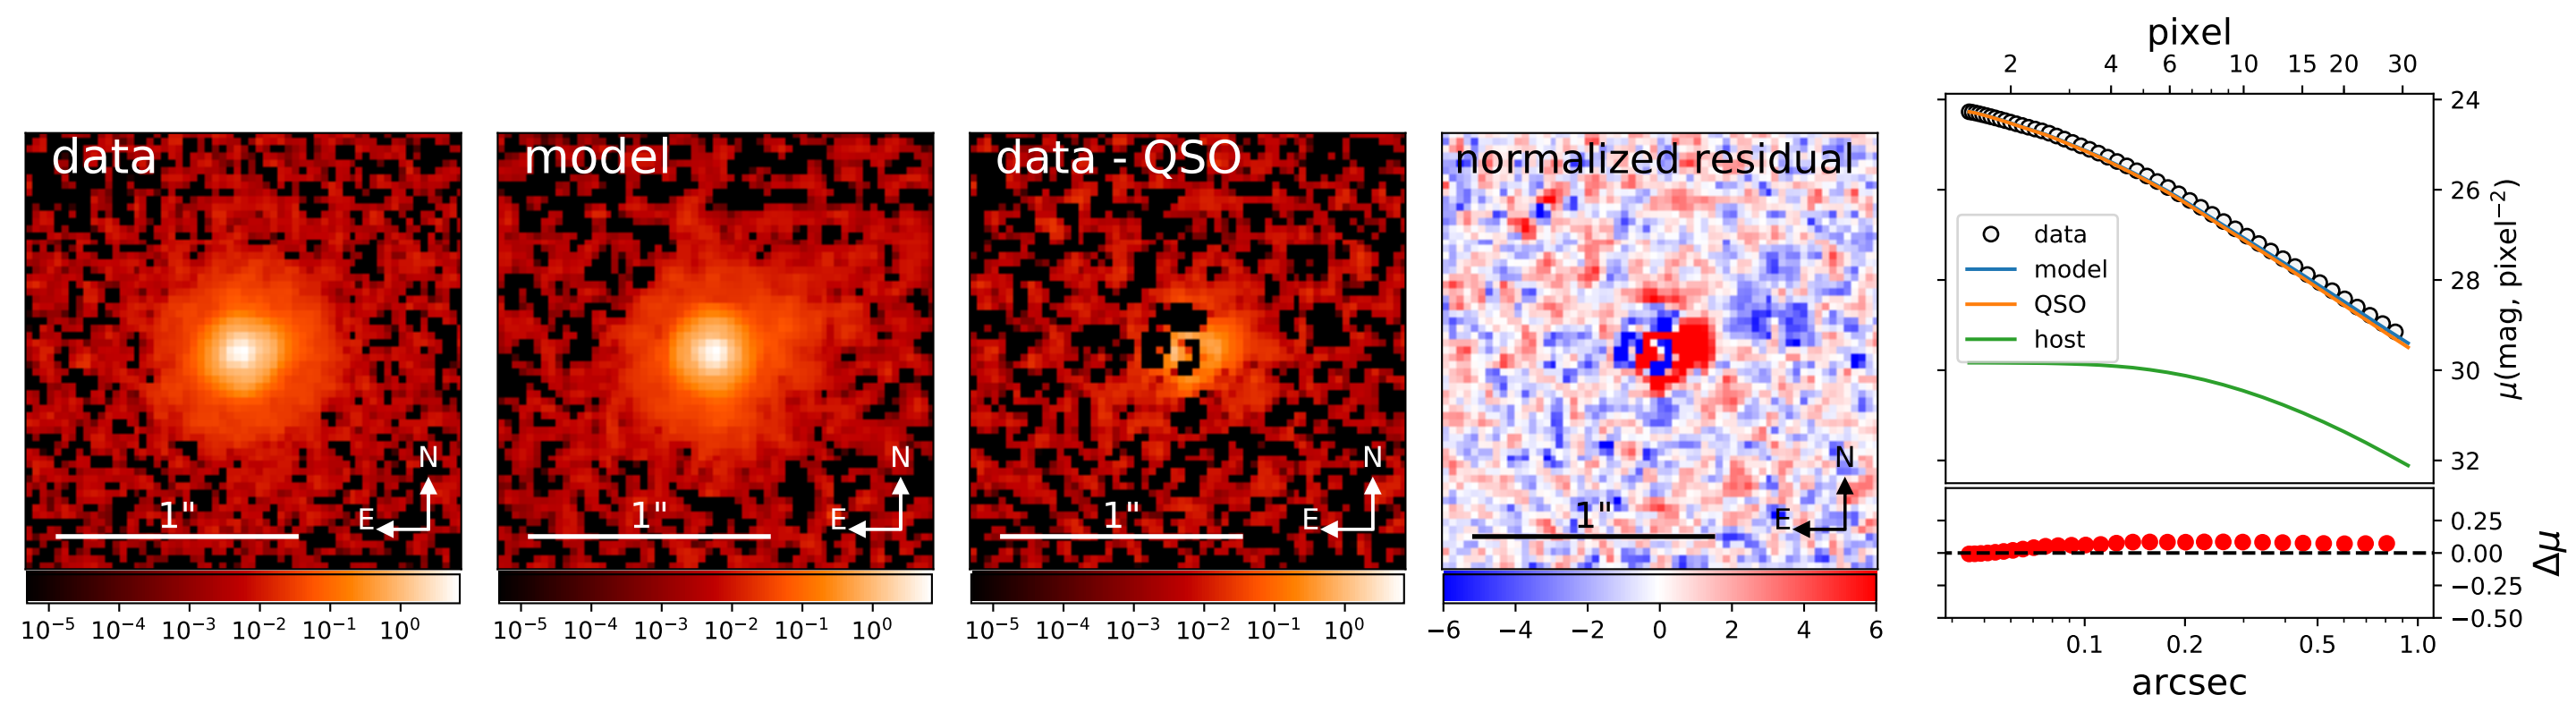 data
N
E
1"
10⁻⁵ 10⁻⁴ 10⁻³ 10⁻² 10⁻¹ 10⁰
model
N
E
1"
10⁻⁵ 10⁻⁴ 10⁻³ 10⁻² 10⁻¹ 10⁰
data - QSO
N
E
1"
10⁻⁵ 10⁻⁴ 10⁻³ 10⁻² 10⁻¹ 10⁰
normalized residual
N
E
1"
−6 −4 −2 0 2 4 6
pixel
2 4 6 10 15 20 30
data
model
QSO
host
24
26
28
30
32
μ(mag, pixel⁻²)
0.25
0.00
−0.25
−0.50
Δμ
0.1 0.2 0.5 1.0
arcsec